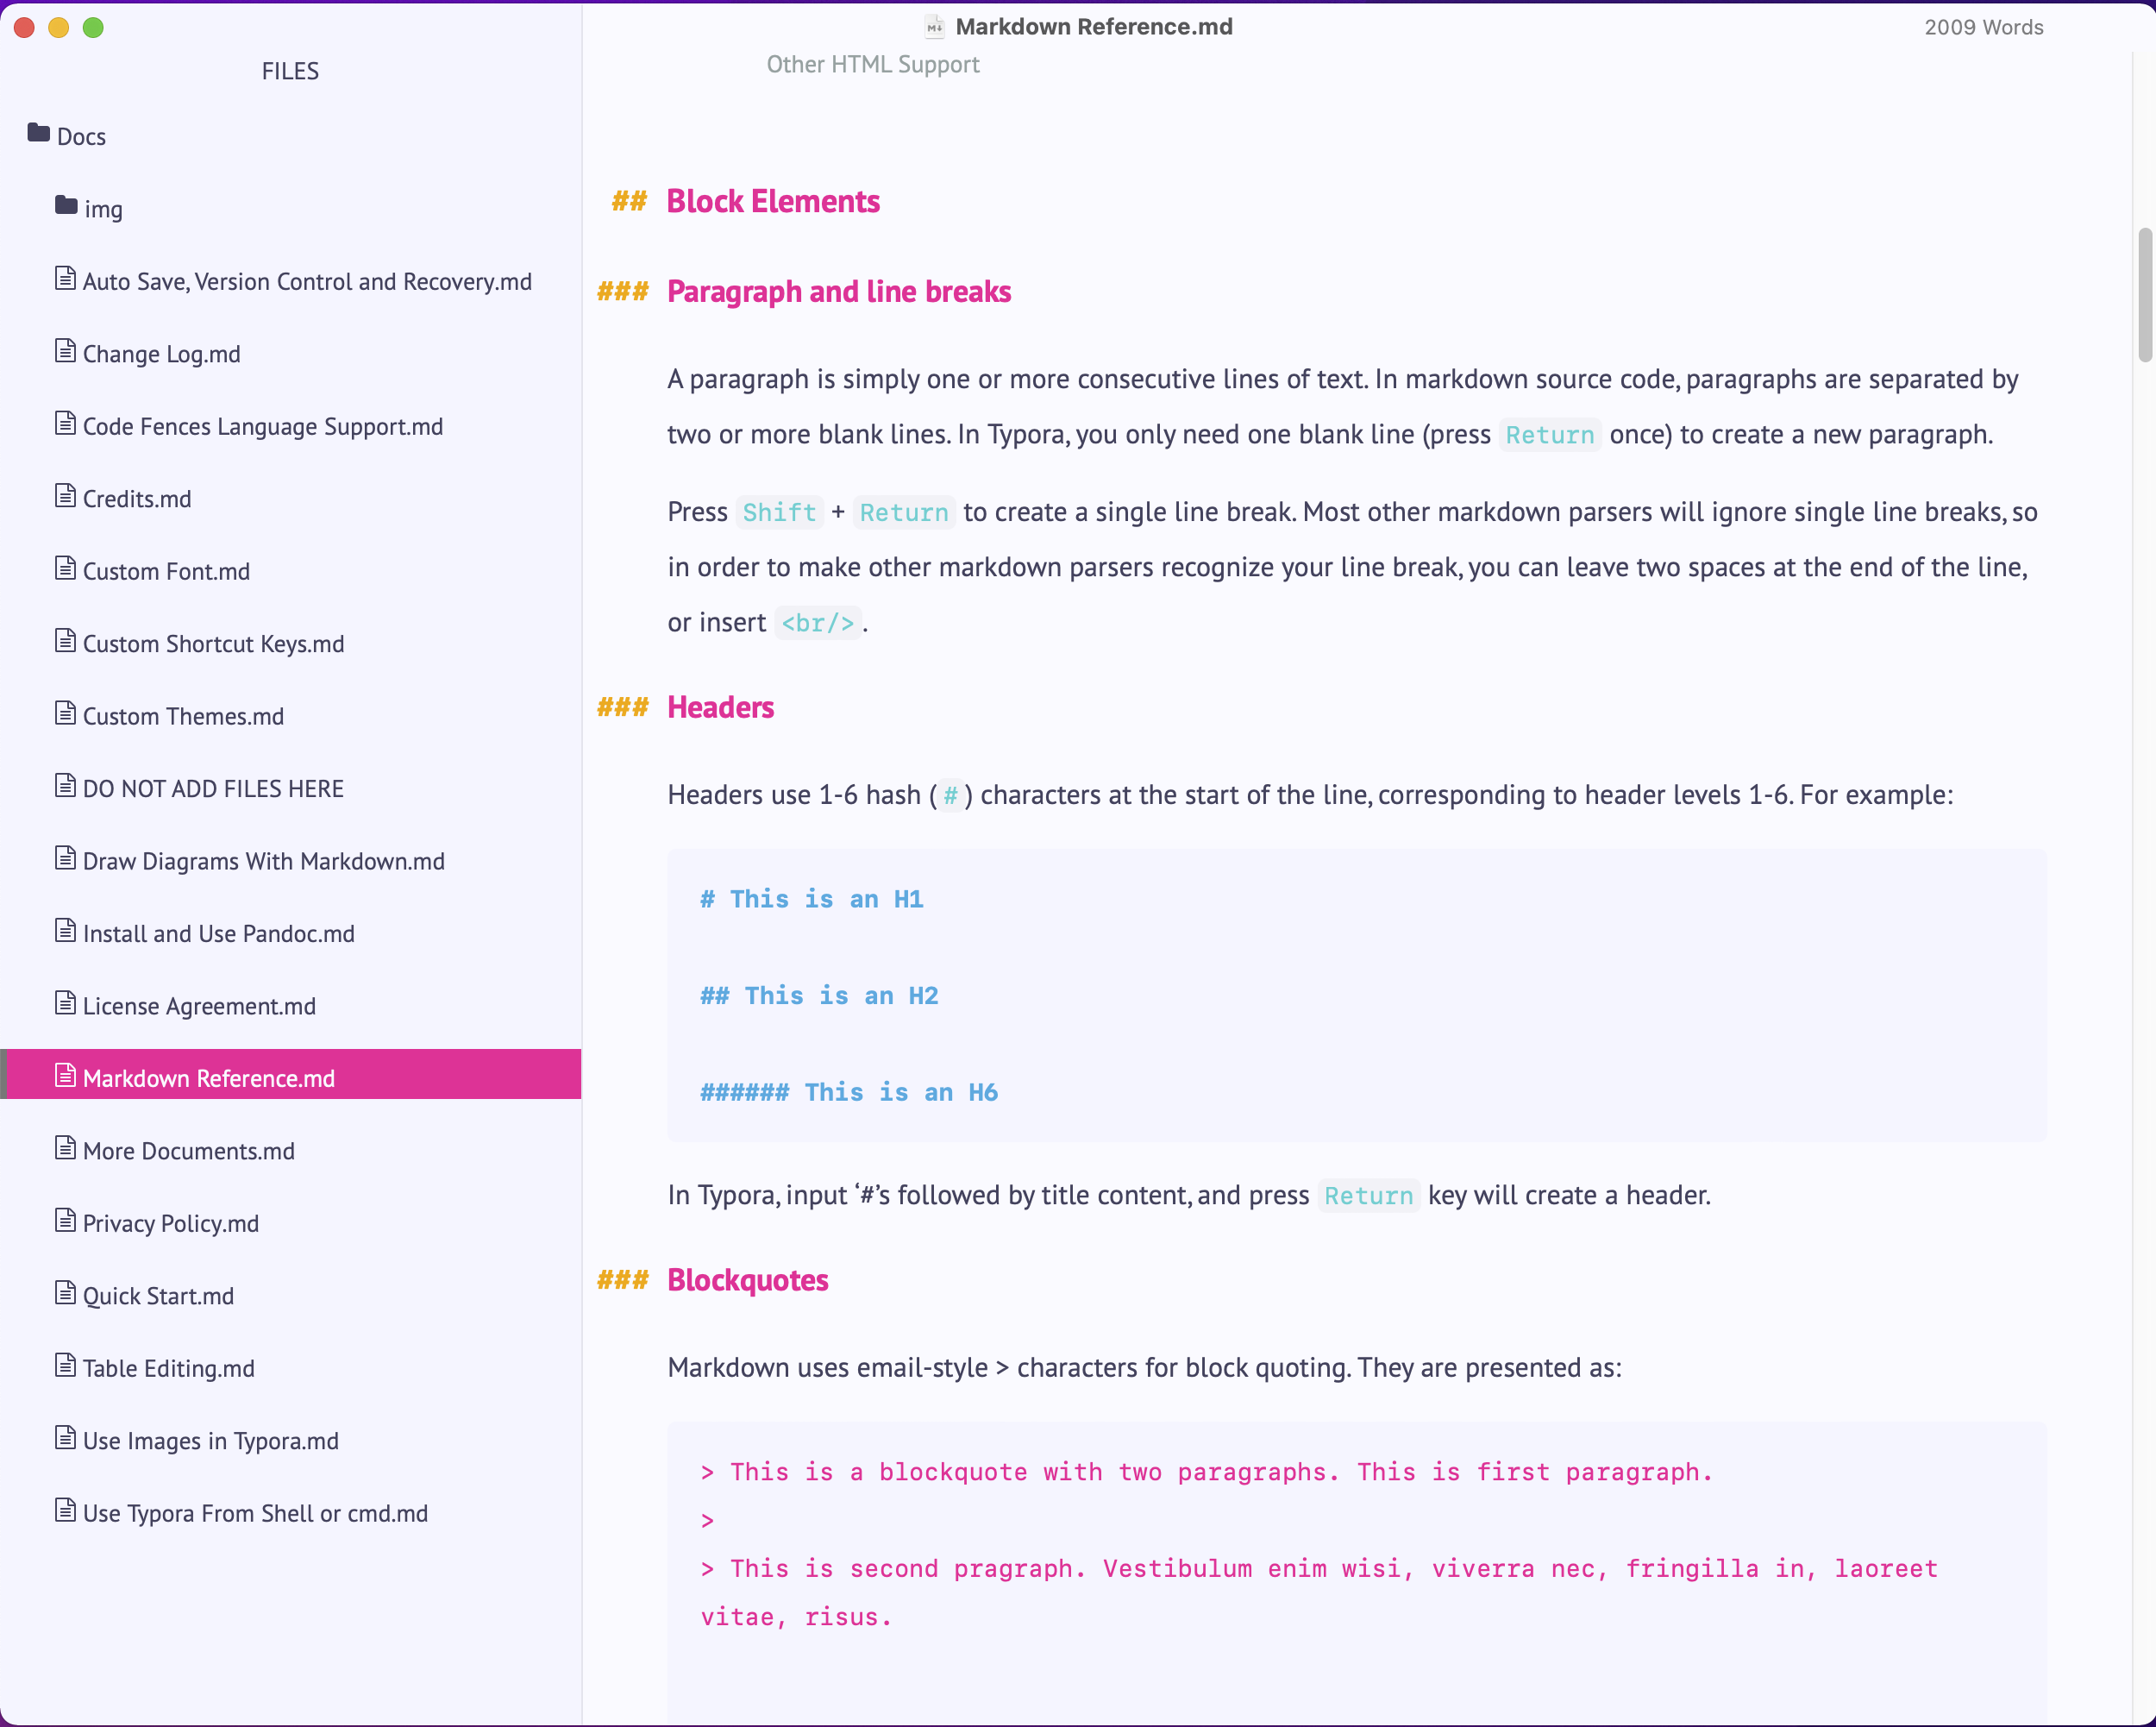 Markdown Reference.md
2009 Words
FILES
Docs
img
Auto Save, Version Control and Recovery.md
Change Log.md
Code Fences Language Support.md
Credits.md
Custom Font.md
Custom Shortcut Keys.md
Custom Themes.md
DO NOT ADD FILES HERE
Draw Diagrams With Markdown.md
Install and Use Pandoc.md
License Agreement.md
Markdown Reference.md
More Documents.md
Privacy Policy.md
Quick Start.md
Table Editing.md
Use Images in Typora.md
Use Typora From Shell or cmd.md
Other HTML Support
## Block Elements
### Paragraph and line breaks
A paragraph is simply one or more consecutive lines of text. In markdown source code, paragraphs are separated by
two or more blank lines. In Typora, you only need one blank line (press Return once) to create a new paragraph.
Press Shift + Return to create a single line break. Most other markdown parsers will ignore single line breaks, so
in order to make other markdown parsers recognize your line break, you can leave two spaces at the end of the line,
or insert <br/>.
### Headers
Headers use 1-6 hash (#) characters at the start of the line, corresponding to header levels 1-6. For example:
# This is an H1
## This is an H2
###### This is an H6
In Typora, input ‘#’s followed by title content, and press Return key will create a header.
### Blockquotes
Markdown uses email-style > characters for block quoting. They are presented as:
> This is a blockquote with two paragraphs. This is first paragraph.
>
> This is second pragraph. Vestibulum enim wisi, viverra nec, fringilla in, laoreet
vitae, risus.